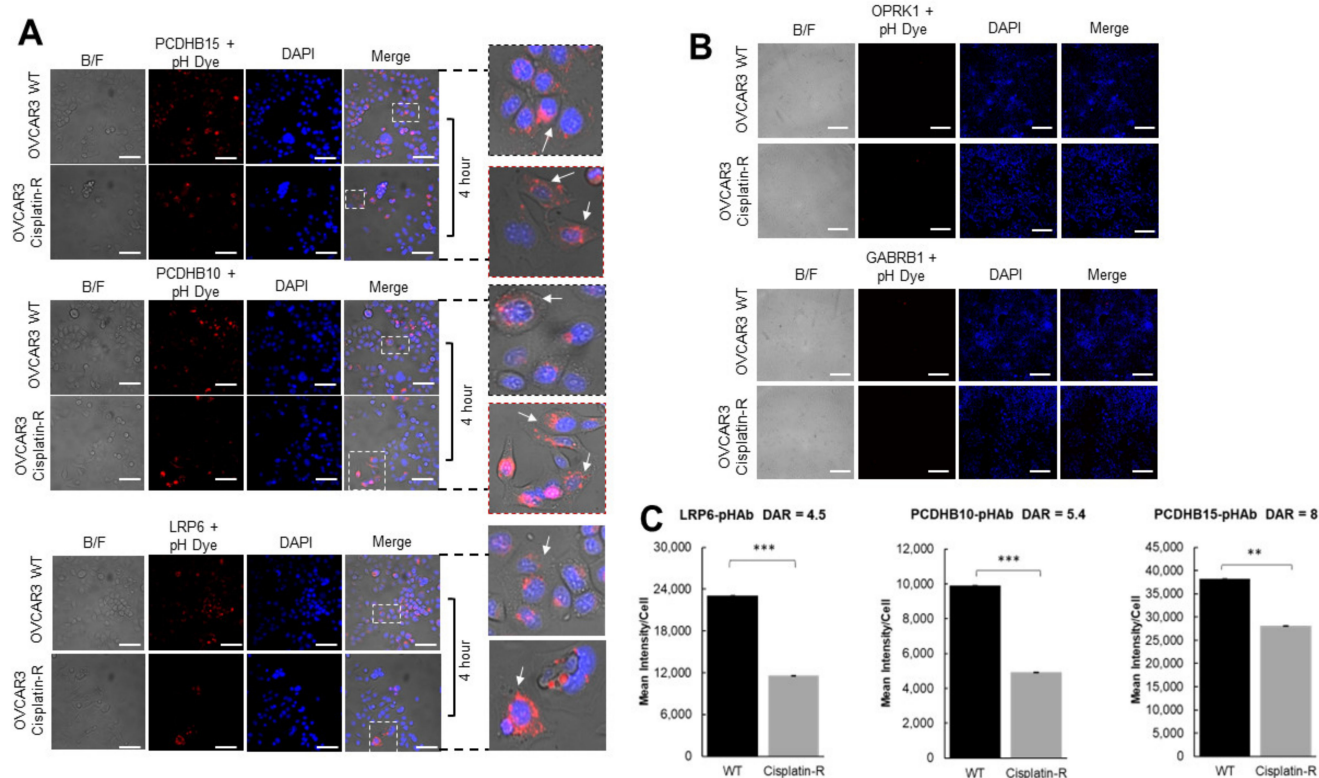 A
PCDHB15 +
pH Dye
B/F
DAPI
Merge
OVCAR3 WT
OVCAR3
Cisplatin-R
4 hour
PCDHB10 +
pH Dye
B/F
DAPI
Merge
OVCAR3 WT
OVCAR3
Cisplatin-R
4 hour
LRP6 +
pH Dye
B/F
DAPI
Merge
OVCAR3 WT
OVCAR3
Cisplatin-R
4 hour
B
OPRK1 +
pH Dye
B/F
DAPI
Merge
OVCAR3 WT
OVCAR3
Cisplatin-R
GABRB1 +
pH Dye
B/F
DAPI
Merge
OVCAR3 WT
OVCAR3
Cisplatin-R
C
LRP6-pHAb DAR = 4.5
Mean Intensity/Cell
30,000
24,000
18,000
12,000
6,000
0
***
WT
Cisplatin-R
PCDHB10-pHAb DAR = 5.4
Mean Intensity/Cell
12,000
10,000
8,000
6,000
4,000
2,000
0
***
WT
Cisplatin-R
PCDHB15-pHAb DAR = 8
Mean Intensity/Cell
45,000
40,000
35,000
30,000
25,000
20,000
15,000
10,000
5,000
0
**
WT
Cisplatin-R